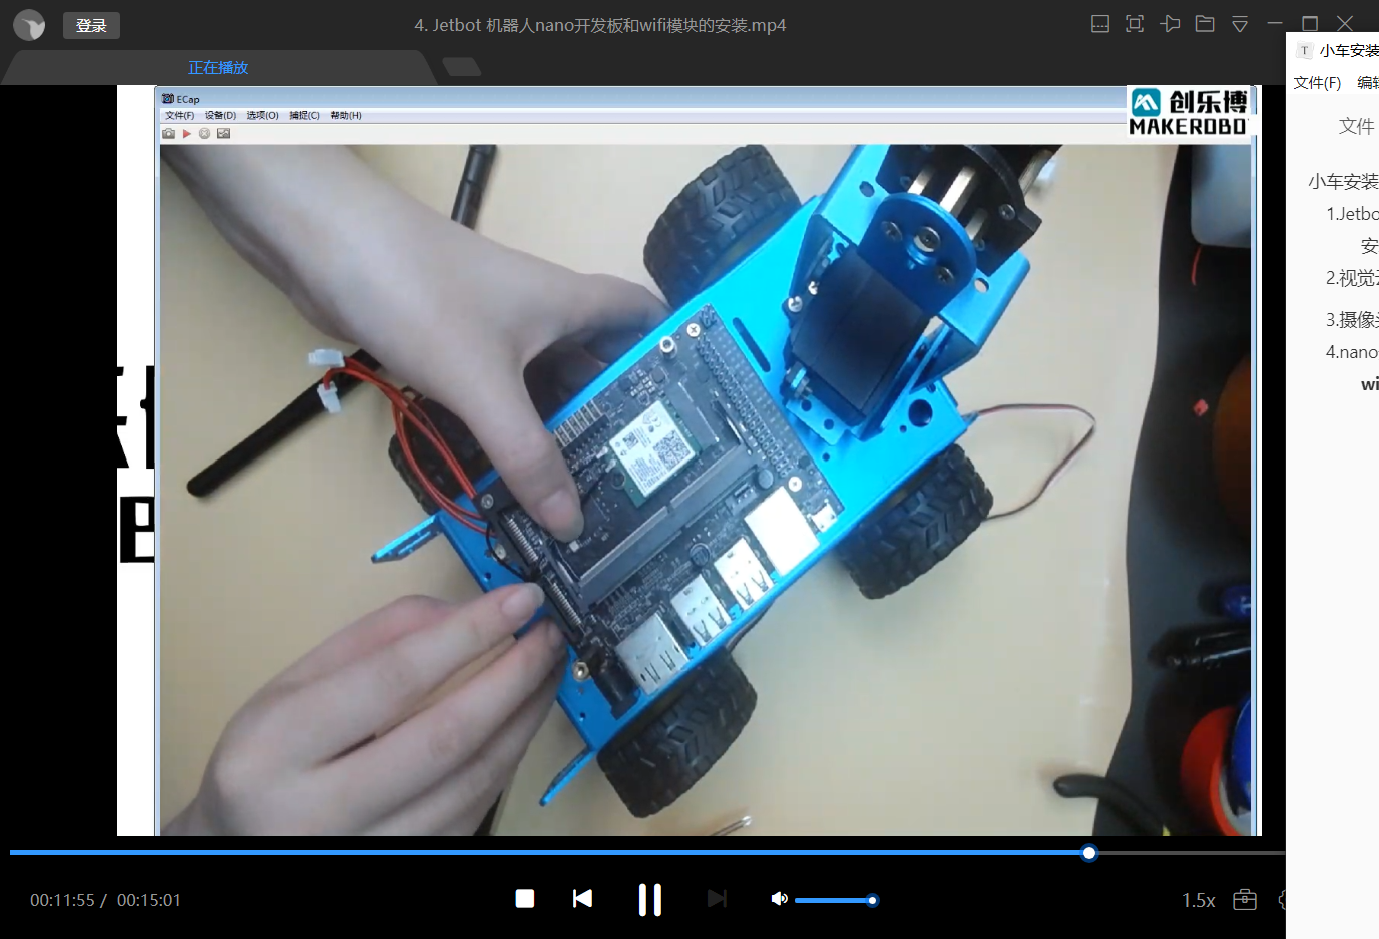 登录
4. Jetbot 机器人nano开发板和wifi模块的安装.mp4
正在播放
ECap
文件(F) 设备(D) 选项(O) 捕捉(C) 帮助(H)
创乐博
MAKEROBO
T 小车安装
文件(F) 编辑
文件
小车安装
1.Jetbo
安
2.视觉云
3.摄像头
4.nano
wi
00:11:55 / 00:15:01
1.5x